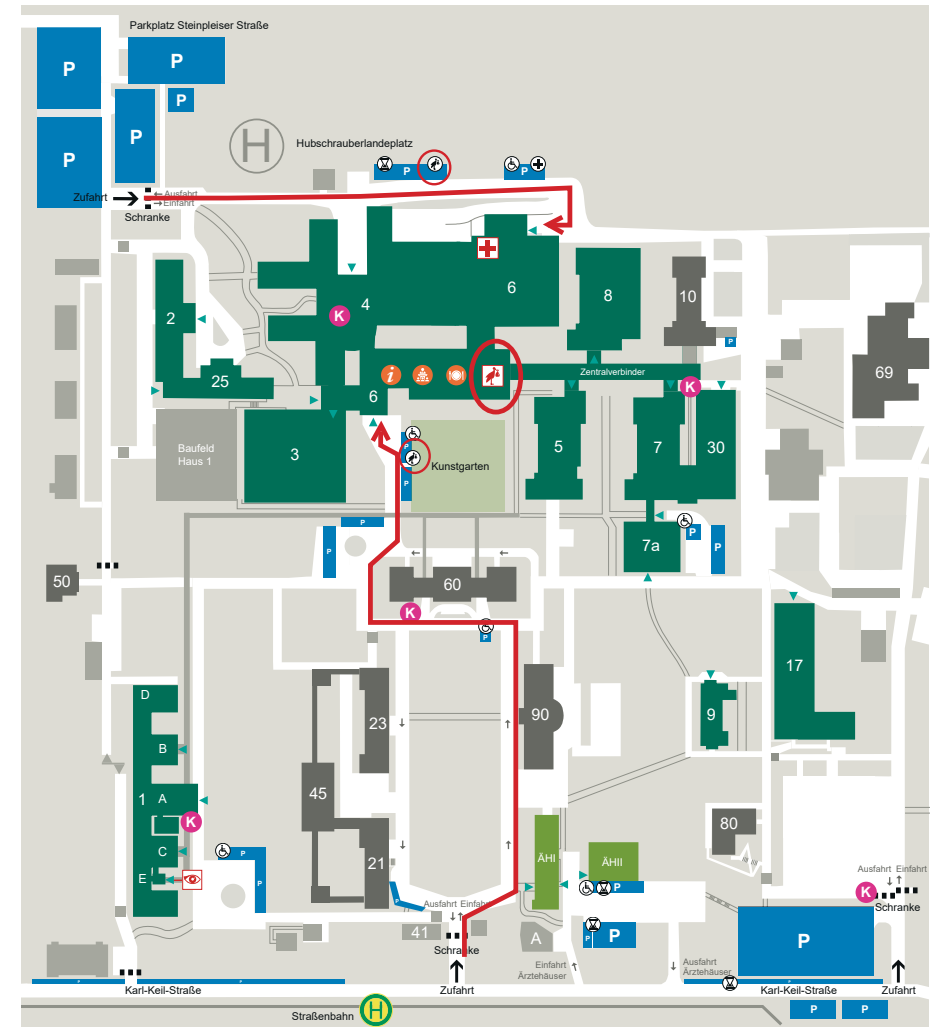 Parkplatz Steinpleiser Straße
P
P
P
P
P
H
Hubschrauberlandeplatz
P
P
Zufahrt
Ausfahrt
Einfahrt
Schranke
2
4
6
8
10
K
25
i
6
Zentralverbinder
P
69
K
Baufeld
Haus 1
3
P
P
Kunstgarten
5
7
30
P
P
7a
P
P
50
60
K
P
D
23
90
9
17
B
1
A
K
45
80
C
E
P
21
ÄHI
ÄHII
P
P
Ausfahrt
Einfahrt
Ausfahrt
Einfahrt
K
Schranke
41
Schranke
A
P
P
P
Einfahrt
Ärztehäuser
Ausfahrt
Ärztehäuser
Karl-Keil-Straße
Zufahrt
Karl-Keil-Straße
Zufahrt
Straßenbahn
H
P
P